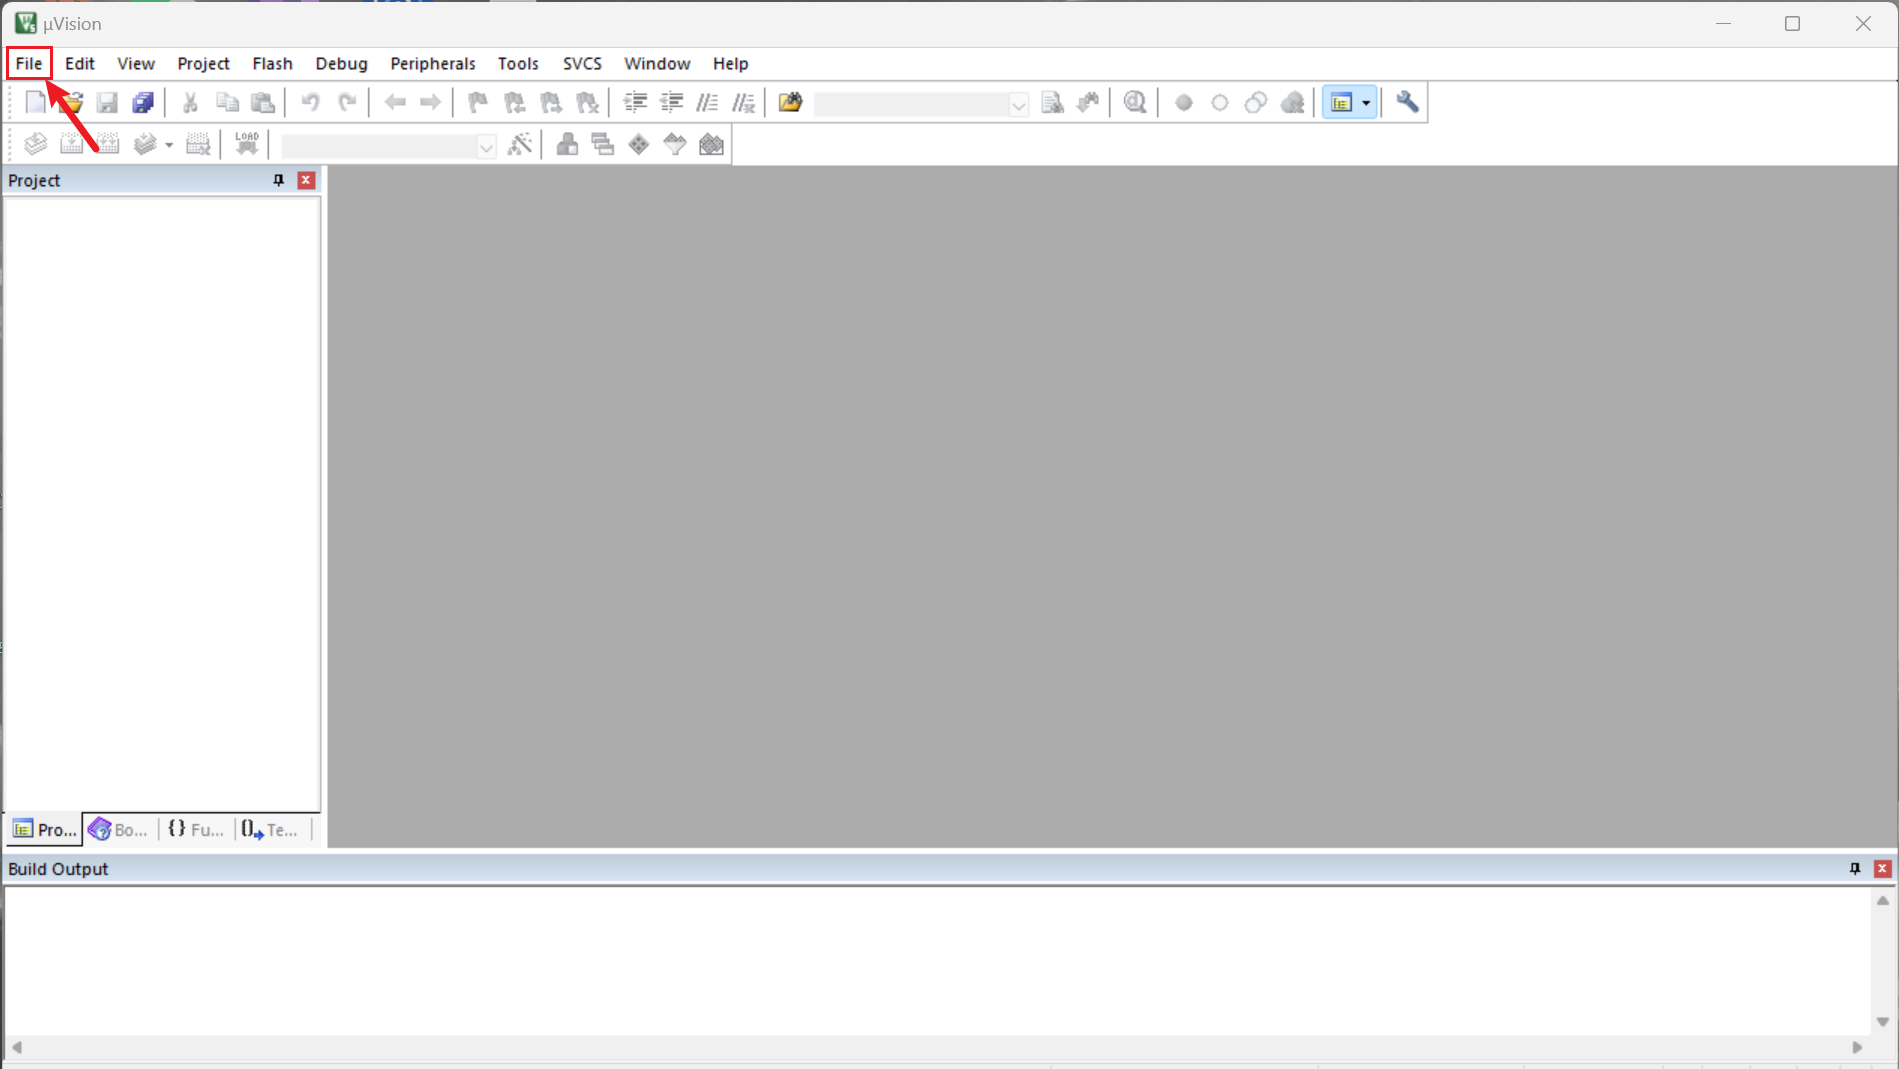 µVision
File Edit View Project Flash Debug Peripherals Tools SVCS Window Help
LOAD
Project
Pro... Bo... {} Fu... {} Te...
Build Output